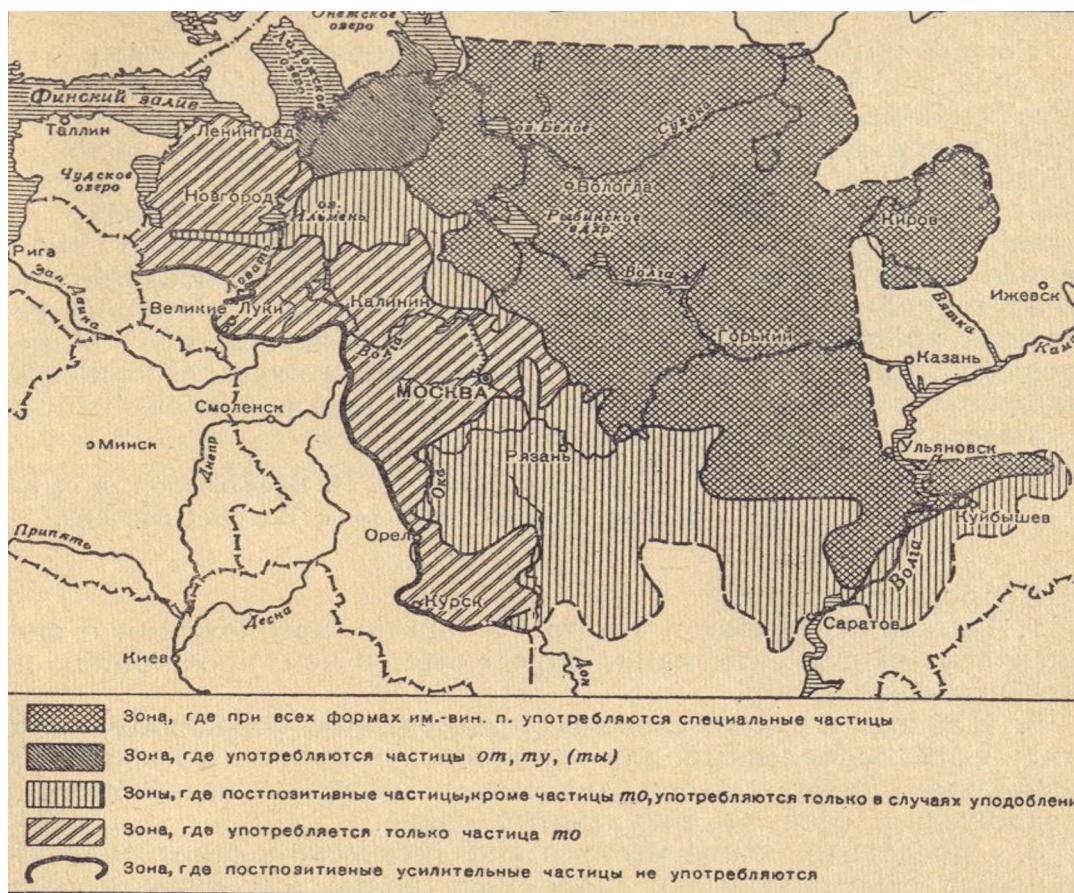 Онежское
озеро
Ладожское
озеро
Финский залив
Таллин
Ленинград
Чудское
озеро
Новгород
оз.
Ильмень
оз. Белое
Сухона
Вологда
Рыбинское
вдхр.
Киров
Рига
Зап. Двина
Ловать
Великие Луки
Калинин
Волга
Волга
Горький
Вятка
Ижевск
Казань
Кама
МОСКВА
Смоленск
Минск
Днепр
Рязань
Ока
Ульяновск
Куйбышев
Волга
Припять
Орел
Курск
Десна
Саратов
Киев
Дон
Зона, где при всех формах им.-вин. п. употребляются специальные частицы
Зона, где употребляются частицы от, ту, (ты)
Зоны, где постпозитивные частицы, кроме частицы то, употребляются только в случаях уподоблени
Зона, где употребляется только частица то
Зона, где постпозитивные усилительные частицы не употребляются